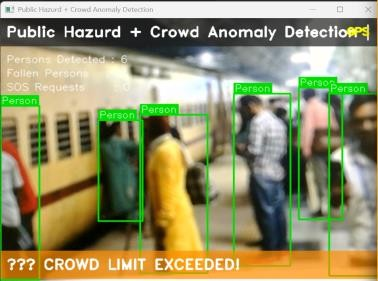 Public Hazurd + Crowd Anomaly Detection
Public Hazurd + Crowd Anomaly Detection |
Persons Detected : 6
Fallen Persons
SOS Requests : 0
Person
Person
Person
Person
Person
Person
??? CROWD LIMIT EXCEEDED!